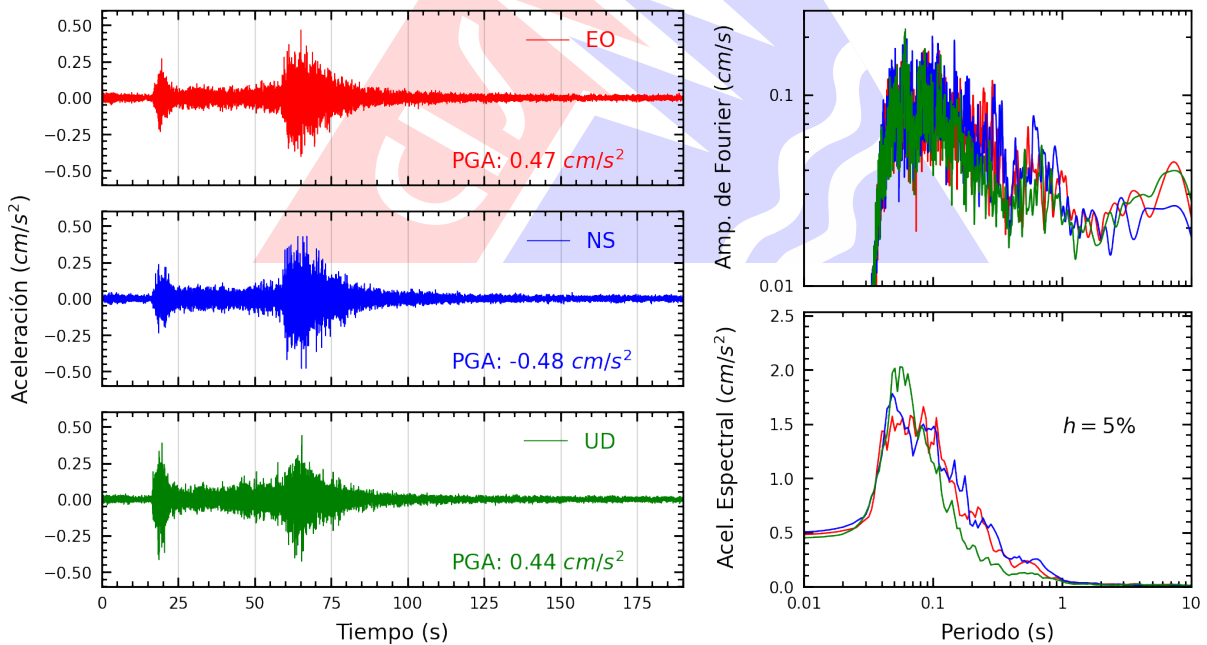 Aceleración (cm/s²)
0.50
0.25
0.00
−0.25
−0.50
EO
PGA: 0.47 cm/s²
0.50
0.25
0.00
−0.25
−0.50
NS
PGA: -0.48 cm/s²
0.50
0.25
0.00
−0.25
−0.50
UD
PGA: 0.44 cm/s²
0 25 50 75 100 125 150 175
Tiempo (s)
Amp. de Fourier (cm/s)
0.1
0.01
Acel. Espectral (cm/s²)
2.5
2.0
1.5
1.0
0.5
0.0
h = 5%
0.01 0.1 1 10
Periodo (s)